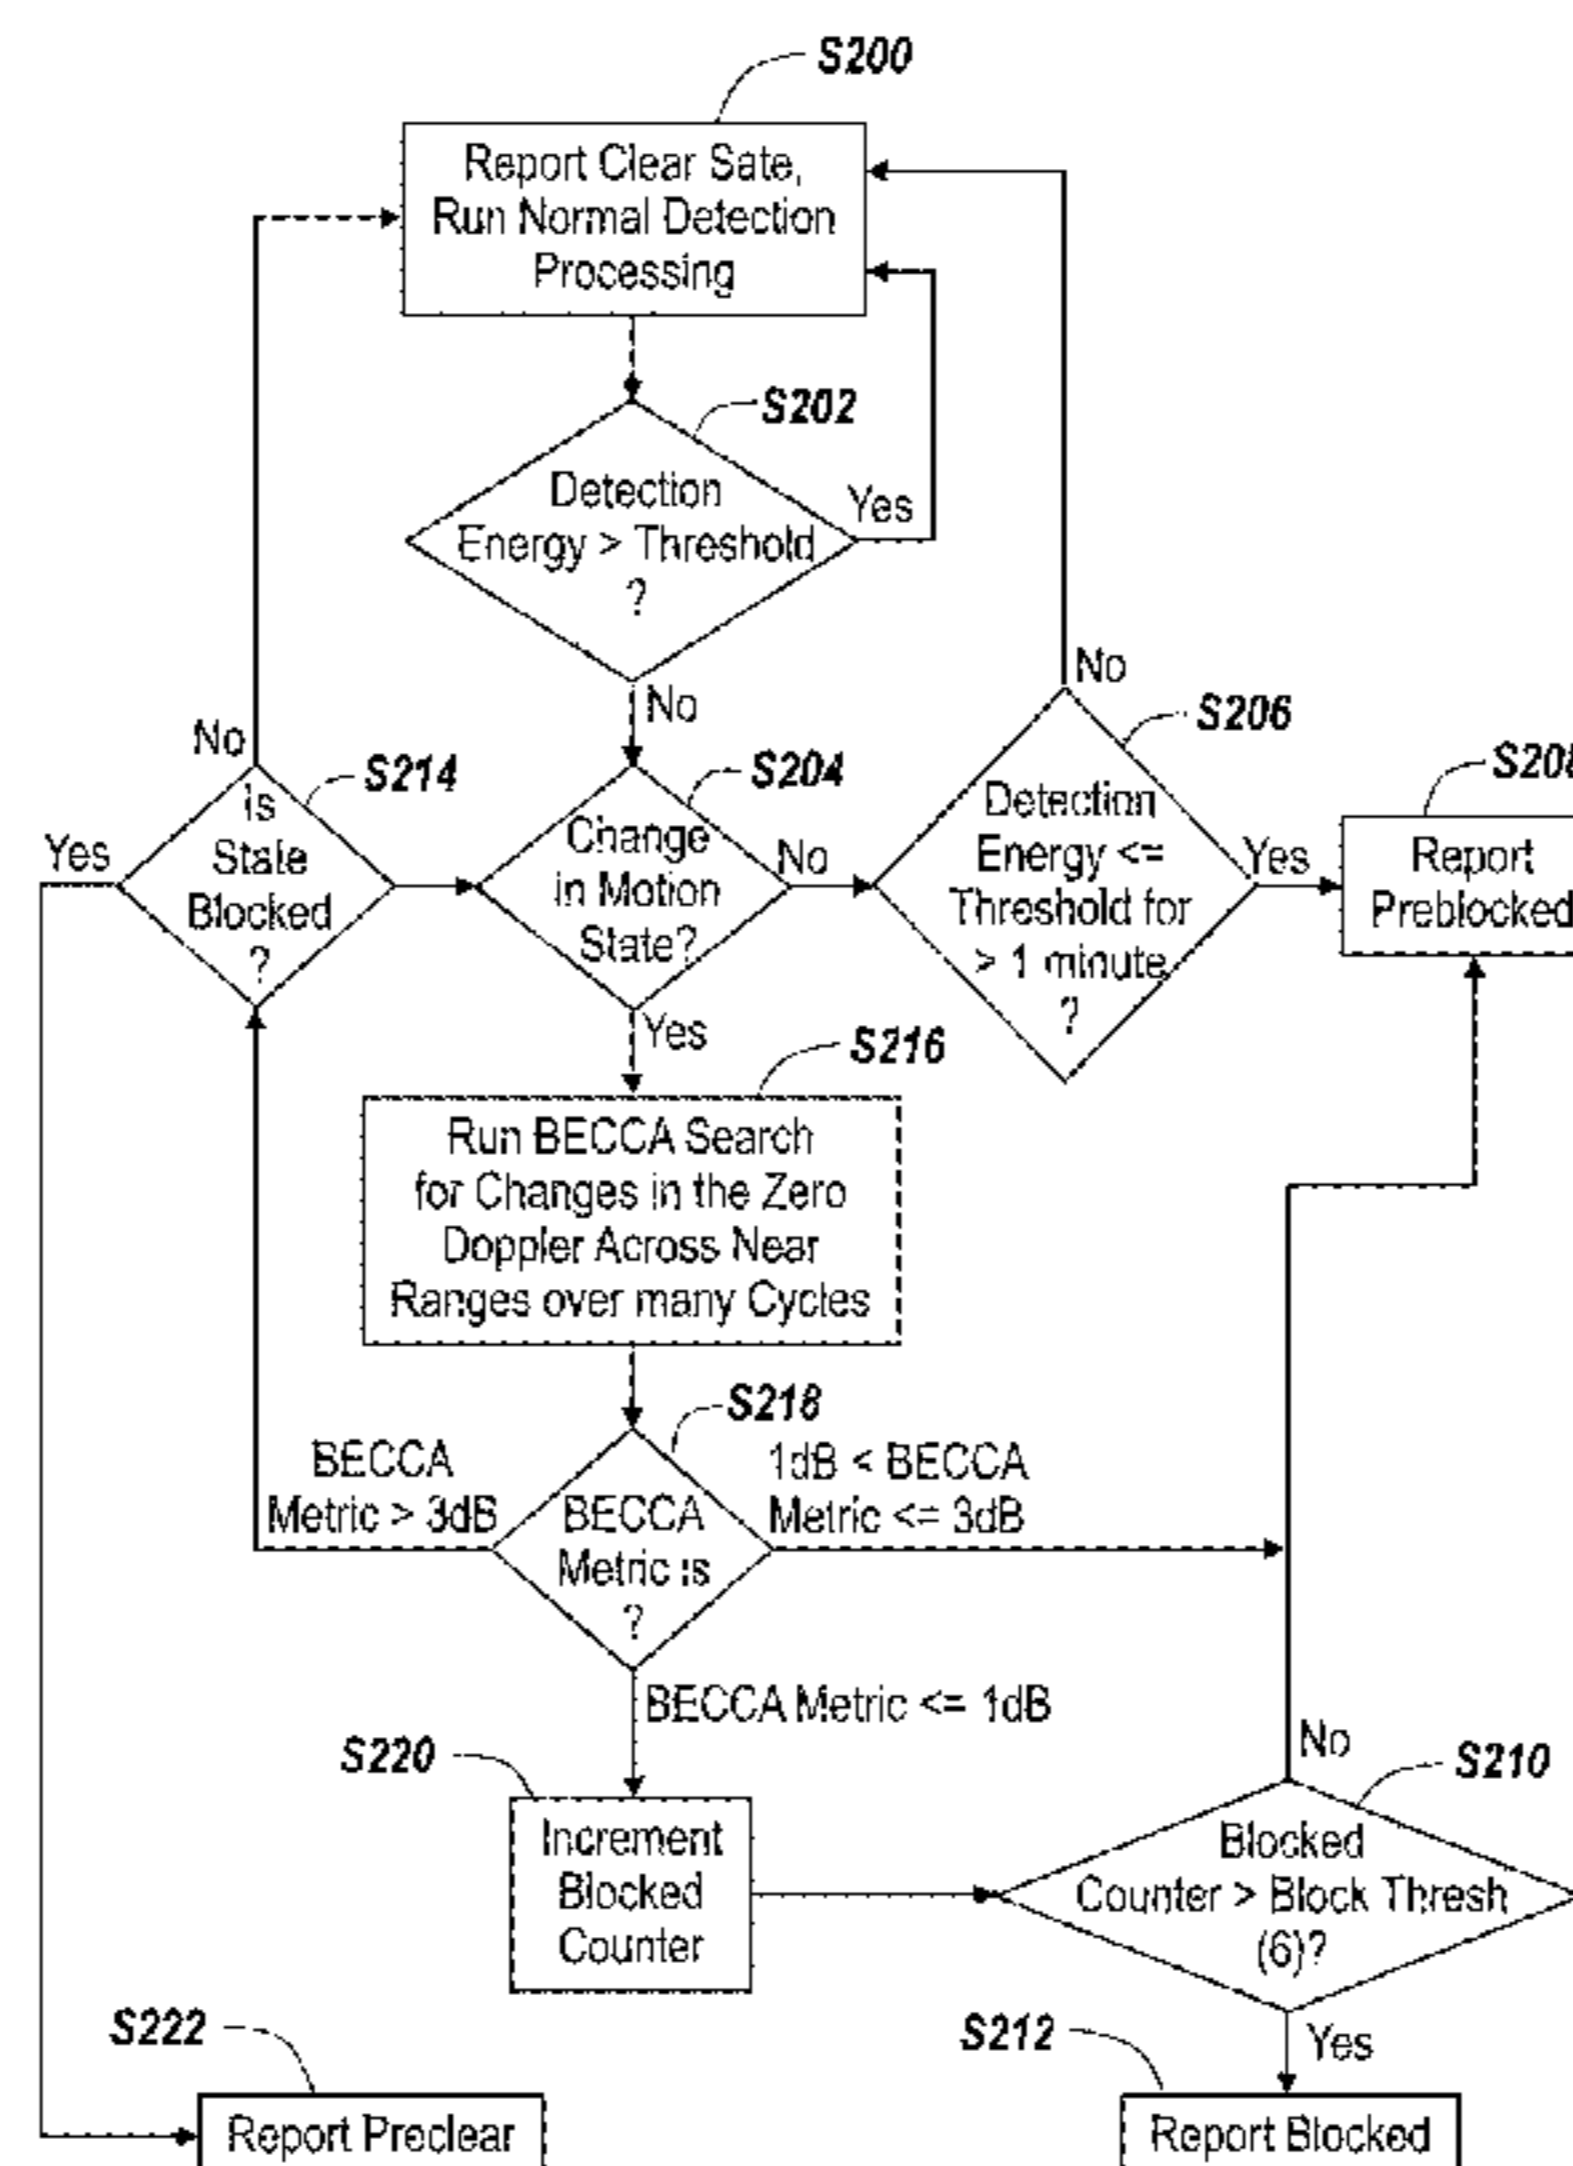 S200
Report Clear Sate,
Run Normal Detection
Processing
S202
Detection
Energy > Threshold
?
Yes
No
No
S214
is
State
Blocked
?
Yes
S204
Change
in Motion
State?
No
Yes
No
S206
Detection
Energy <=
Threshold for
> 1 minute
?
Yes
S208
Report
Preblocked
S216
Run BECCA Search
for Changes in the Zero
Doppler Across Near
Ranges over many Cycles
S218
BECCA
Metric > 3dB
BECCA
Metric is
?
1dB < BECCA
Metric <= 3dB
BECCA Metric <= 1dB
S220
Increment
Blocked
Counter
No
S210
Blocked
Counter > Block Thresh
(6)?
Yes
S222
Report Preclear
S212
Report Blocked